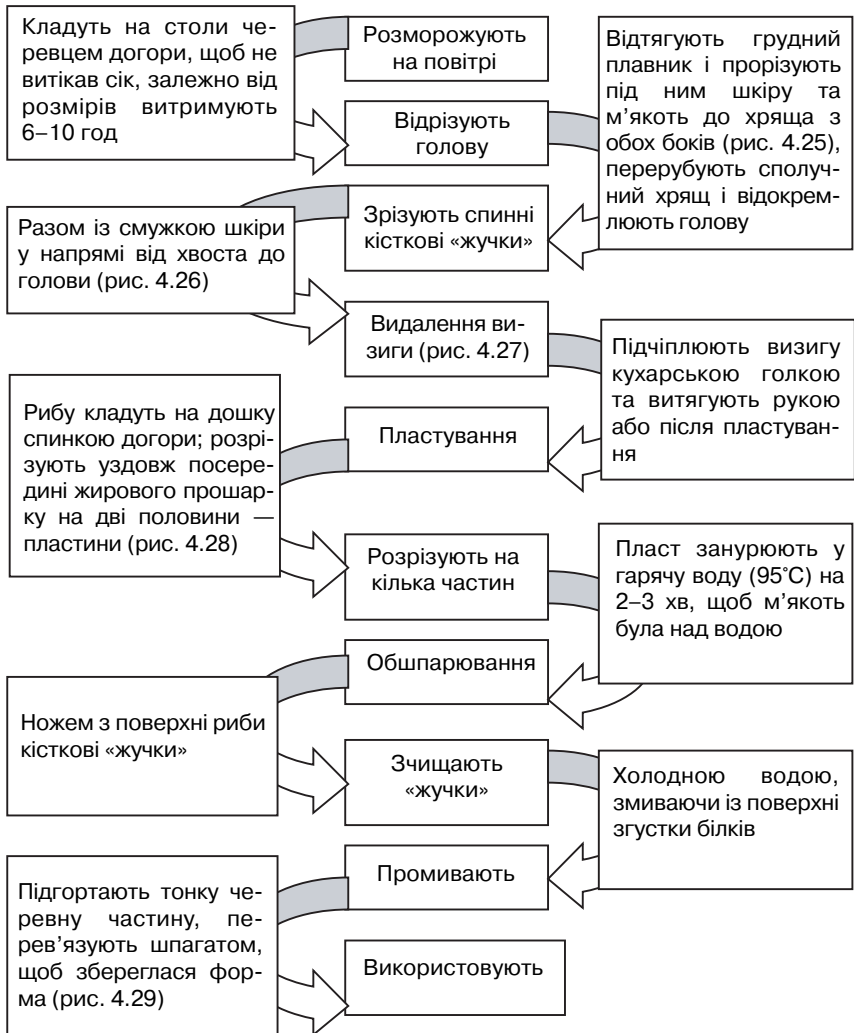 Кладуть на столи че-
ревцем догори, щоб не
витікав сік, залежно від
розмірів витримують
6–10 год
Розморожують
на повітрі
Відрізують
голову
Відтягують грудний
плавник і прорізують
під ним шкіру та
м’якоть до хряща з
обох боків (рис. 4.25),
перерубують сполуч-
ний хрящ і відокрем-
люють голову
Зрізують спинні
кісткові «жучки»
Разом із смужкою шкіри
у напрямі від хвоста до
голови (рис. 4.26)
Видалення ви-
зиги (рис. 4.27)
Підчіплюють визигу
кухарською голкою
та витягують рукою
або після пластуван-
ня
Пластування
Рибу кладуть на дошку
спинкою догори; розрі-
зують уздовж посере-
дині жирового прошар-
ку на дві половини —
пластини (рис. 4.28)
Розрізують на
кілька частин
Пласт занурюють у
гарячу воду (95°С) на
2–3 хв, щоб м’якоть
була над водою
Обшпарювання
Ножем з поверхні риби
кісткові «жучки»
Зчищають
«жучки»
Холодною водою,
змиваючи із поверхні
згустки білків
Промивають
Підгортають тонку че-
ревну частину, пе-
рев’язують шпагатом,
щоб збереглася фор-
ма (рис. 4.29)
Використовують